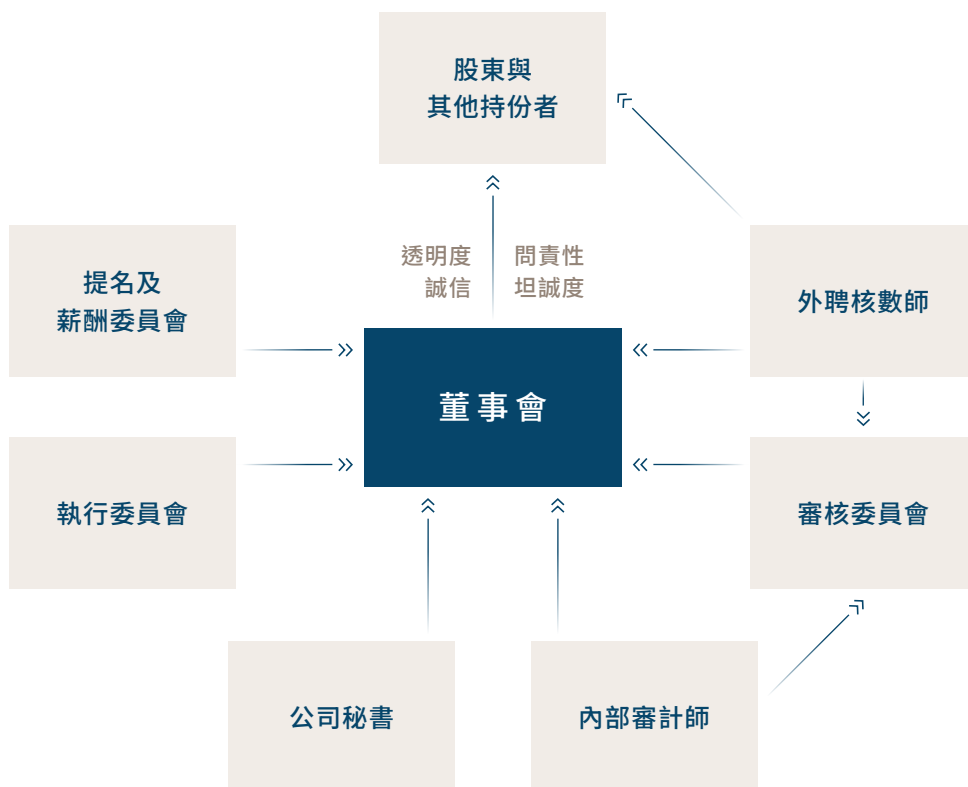 股東與
其他持份者
透明度
誠信
問責性
坦誠度
提名及
薪酬委員會
外聘核數師
董事會
執行委員會
審核委員會
公司秘書
內部審計師